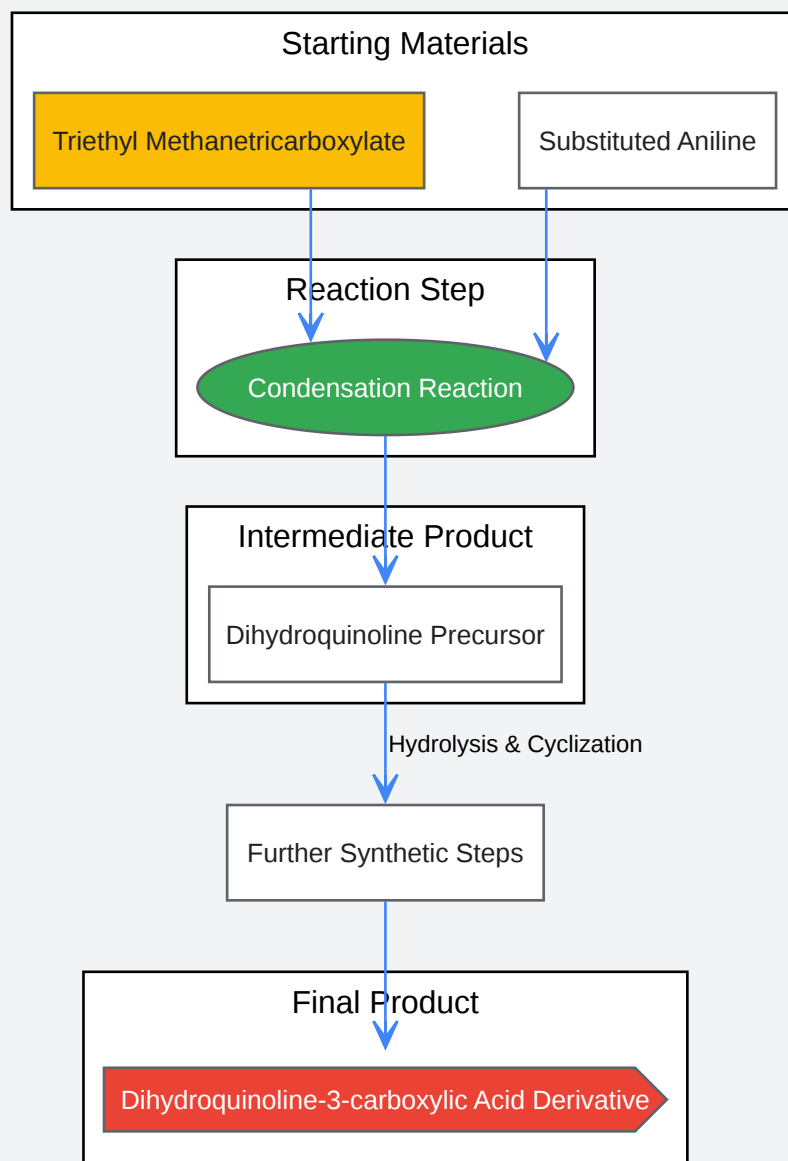 Starting Materials
Triethyl Methanetricarboxylate
Substituted Aniline
Reaction Step
Condensation Reaction
Intermediate Product
Dihydroquinoline Precursor
Hydrolysis & Cyclization
Further Synthetic Steps
Final Product
Dihydroquinoline-3-carboxylic Acid Derivative